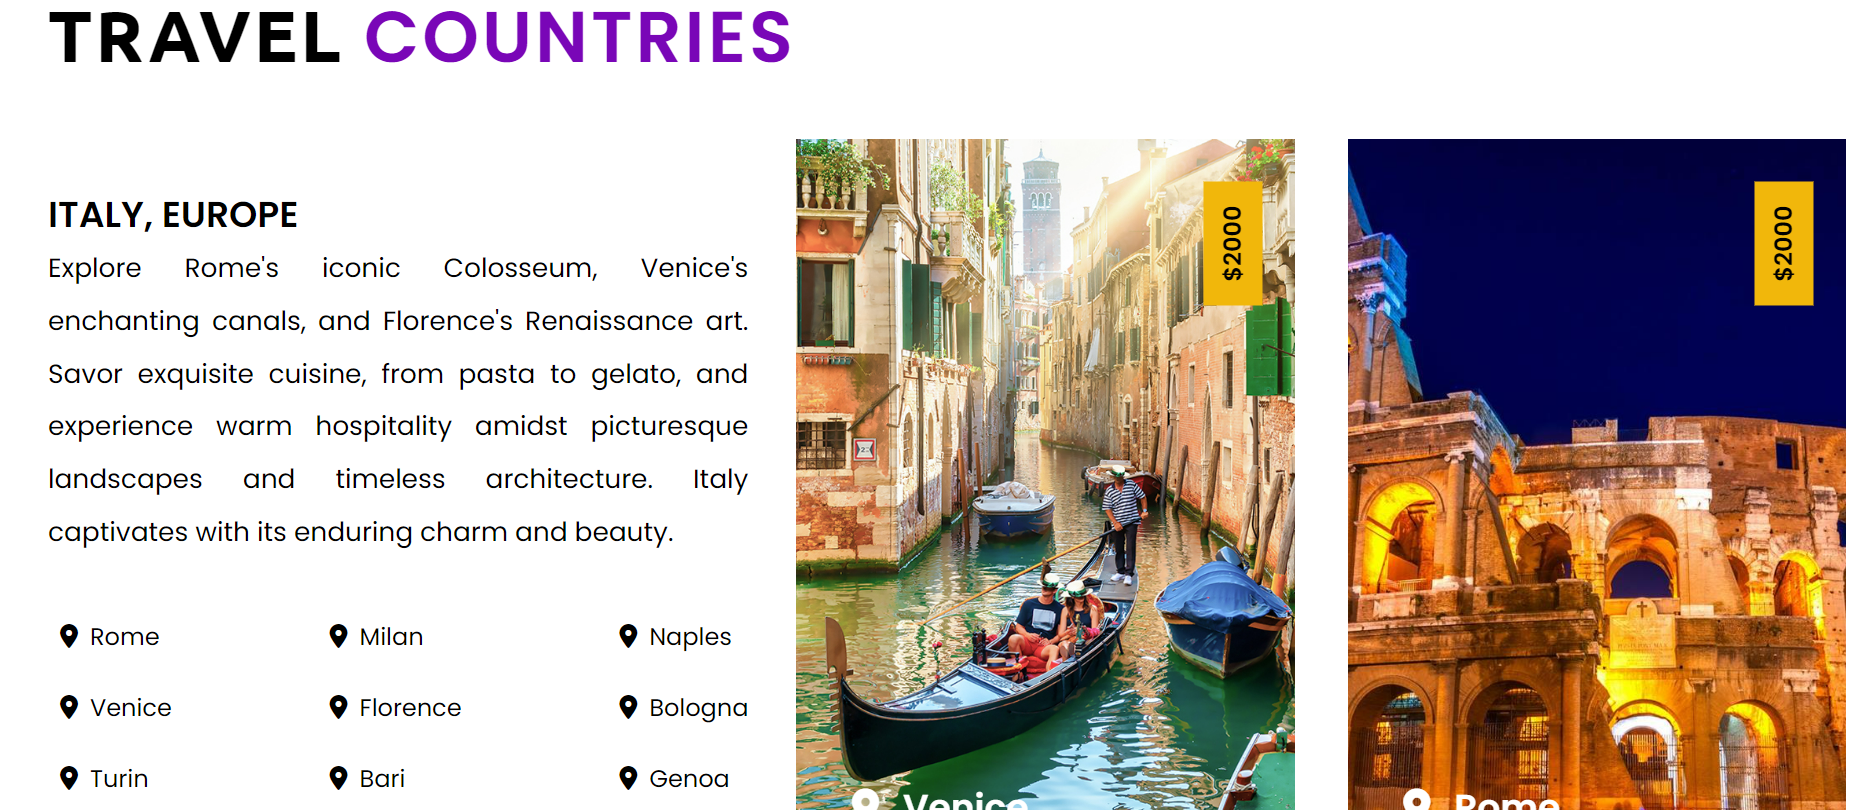 TRAVEL COUNTRIES
ITALY, EUROPE
Explore Rome's iconic Colosseum, Venice's
enchanting canals, and Florence's Renaissance art.
Savor exquisite cuisine, from pasta to gelato, and
experience warm hospitality amidst picturesque
landscapes and timeless architecture. Italy
captivates with its enduring charm and beauty.
Rome
Milan
Naples
Venice
Florence
Bologna
Turin
Bari
Genoa
$2000
Venice
$2000
Rome